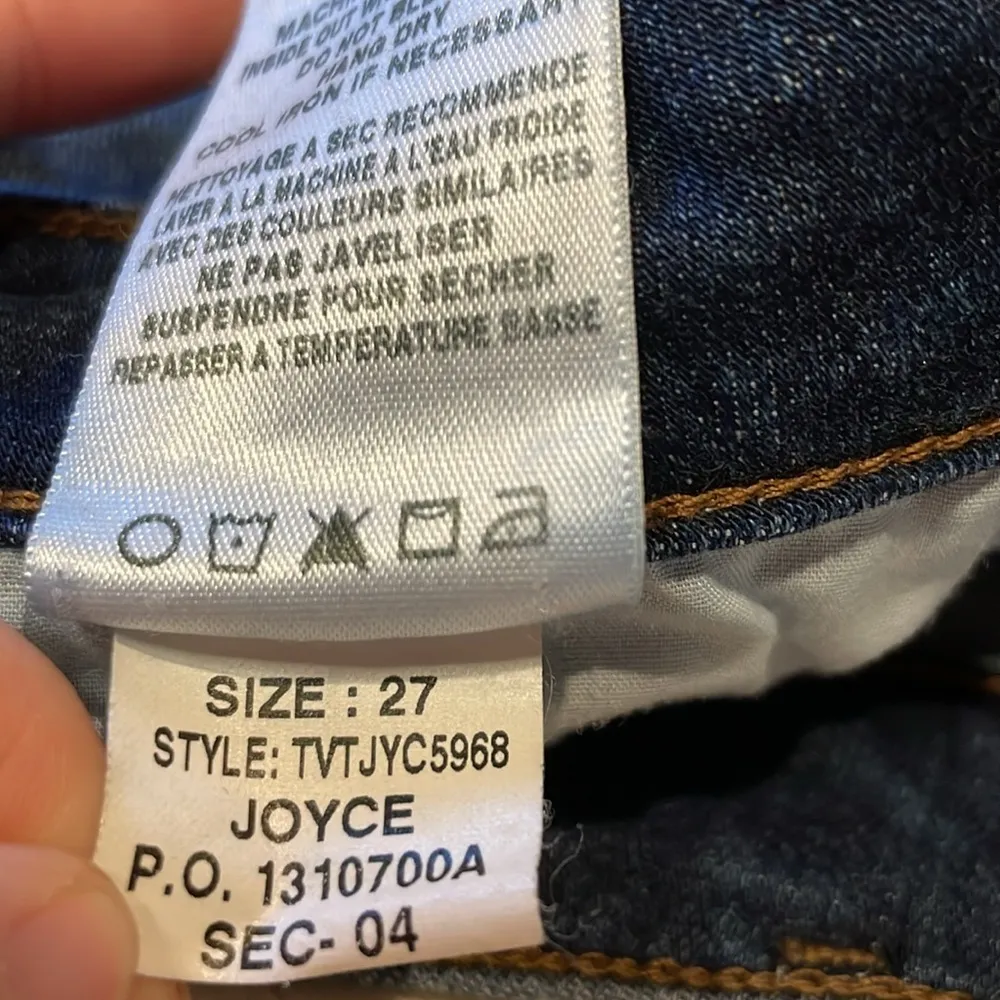 INSIDE OUT
DO NOT
HANG DRY
COOL IRON IF NECESSARY
NETTOYAGE A SEC RECOMMENDE
LAVER A LA MACHINE A L'EAU FROIDE
AVEC DES COULEURS SIMILAIRES
NE PAS JAVELISER
SUSPENDRE POUR SECHER
REPASSER A TEMPERATURE BAISSE
SIZE : 27
STYLE: TVTJYC5968
JOYCE
P.O. 1310700A
SEC- 04